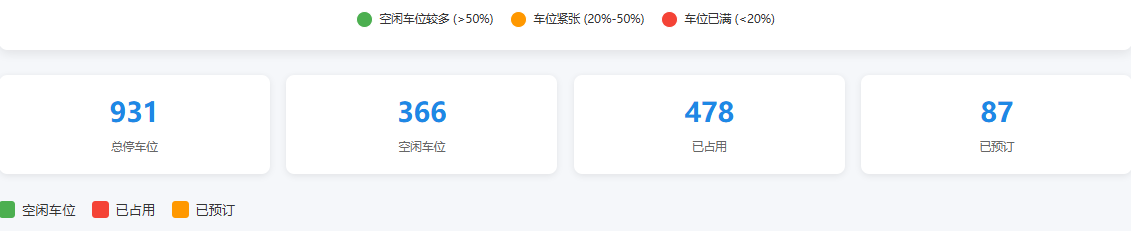 空闲车位较多 (>50%) 车位紧张 (20%-50%) 车位已满 (<20%)
931 366 478 87
总停车位 空闲车位 已占用 已预订
空闲车位 已占用 已预订